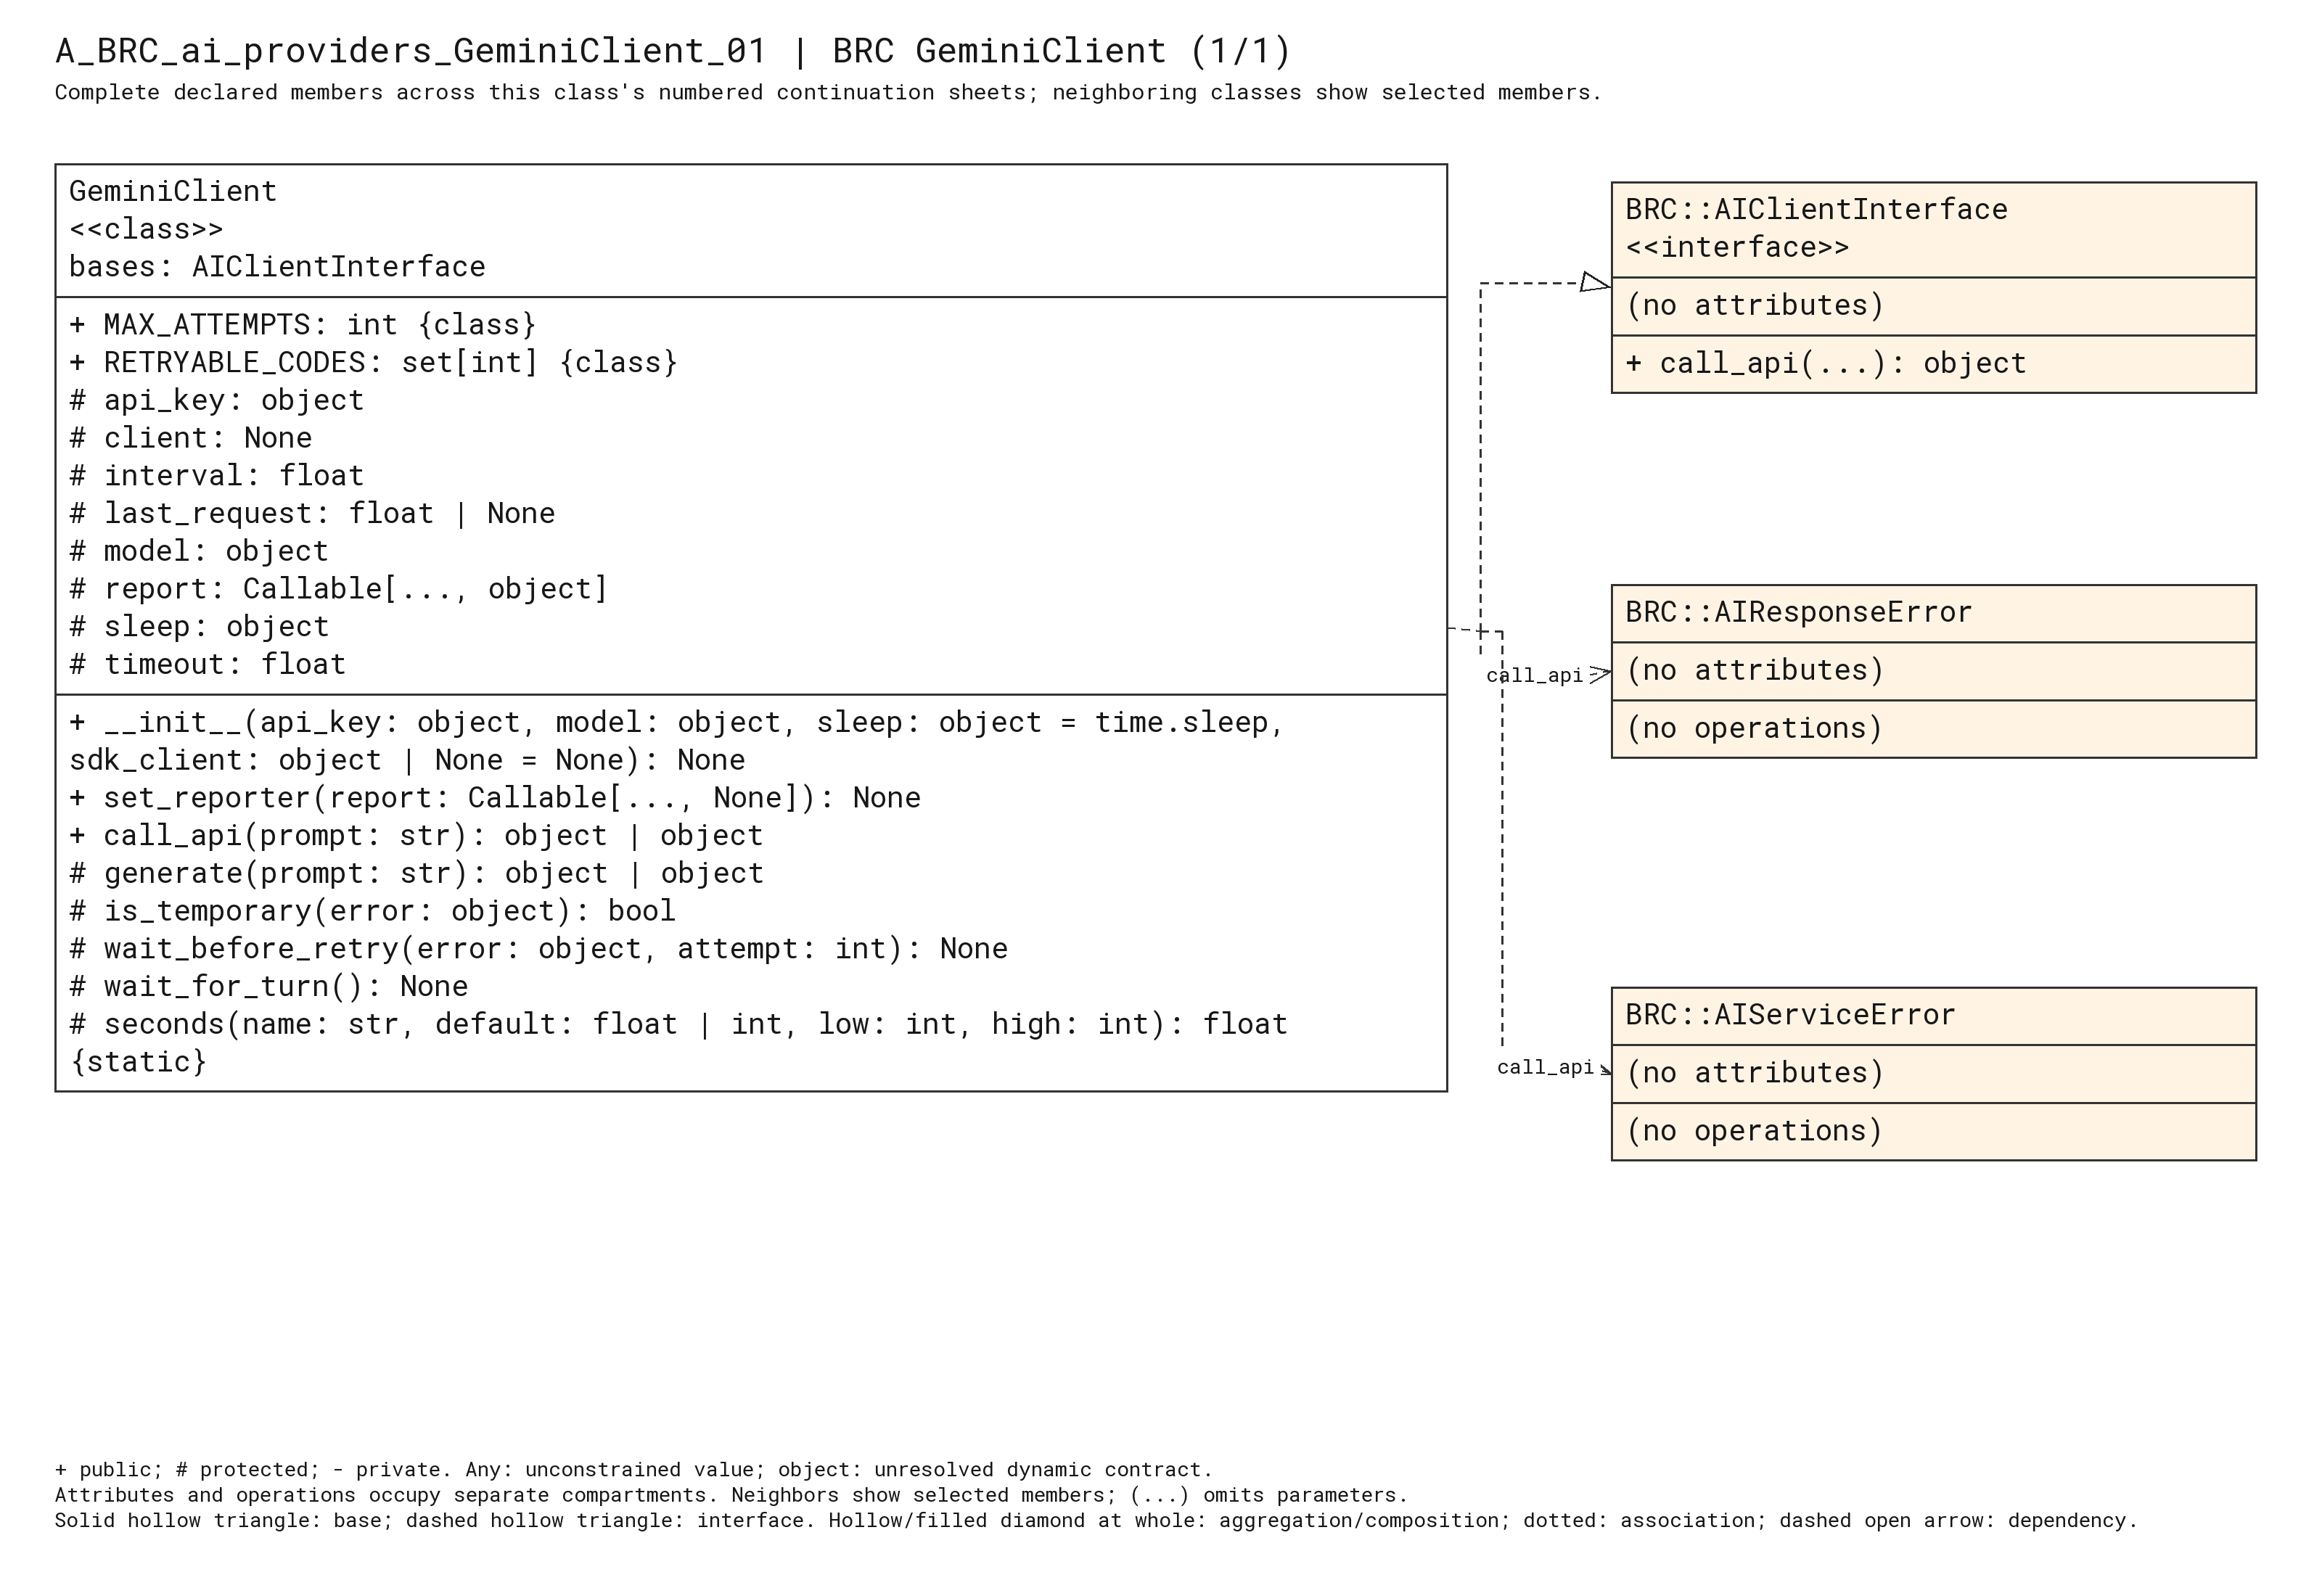 A_BRC_ai_providers_GeminiClient_01 | BRC GeminiClient (1/1)
Complete declared members across this class's numbered continuation sheets; neighboring classes show selected members.
GeminiClient
<<class>>
bases: AIClientInterface
+ MAX_ATTEMPTS: int {class}
+ RETRYABLE_CODES: set[int] {class}
# api_key: object
# client: None
# interval: float
# last_request: float | None
# model: object
# report: Callable[..., object]
# sleep: object
# timeout: float
+ __init__(api_key: object, model: object, sleep: object = time.sleep,
sdk_client: object | None = None): None
+ set_reporter(report: Callable[..., None]): None
+ call_api(prompt: str): object | object
# generate(prompt: str): object | object
# is_temporary(error: object): bool
# wait_before_retry(error: object, attempt: int): None
# wait_for_turn(): None
# seconds(name: str, default: float | int, low: int, high: int): float
{static}
BRC::AIClientInterface
<<interface>>
(no attributes)
+ call_api(...): object
call_api
BRC::AIResponseError
(no attributes)
(no operations)
call_api
BRC::AIServiceError
(no attributes)
(no operations)
+ public; # protected; - private. Any: unconstrained value; object: unresolved dynamic contract.
Attributes and operations occupy separate compartments. Neighbors show selected members; (...) omits parameters.
Solid hollow triangle: base; dashed hollow triangle: interface. Hollow/filled diamond at whole: aggregation/composition; dotted: association; dashed open arrow: dependency.